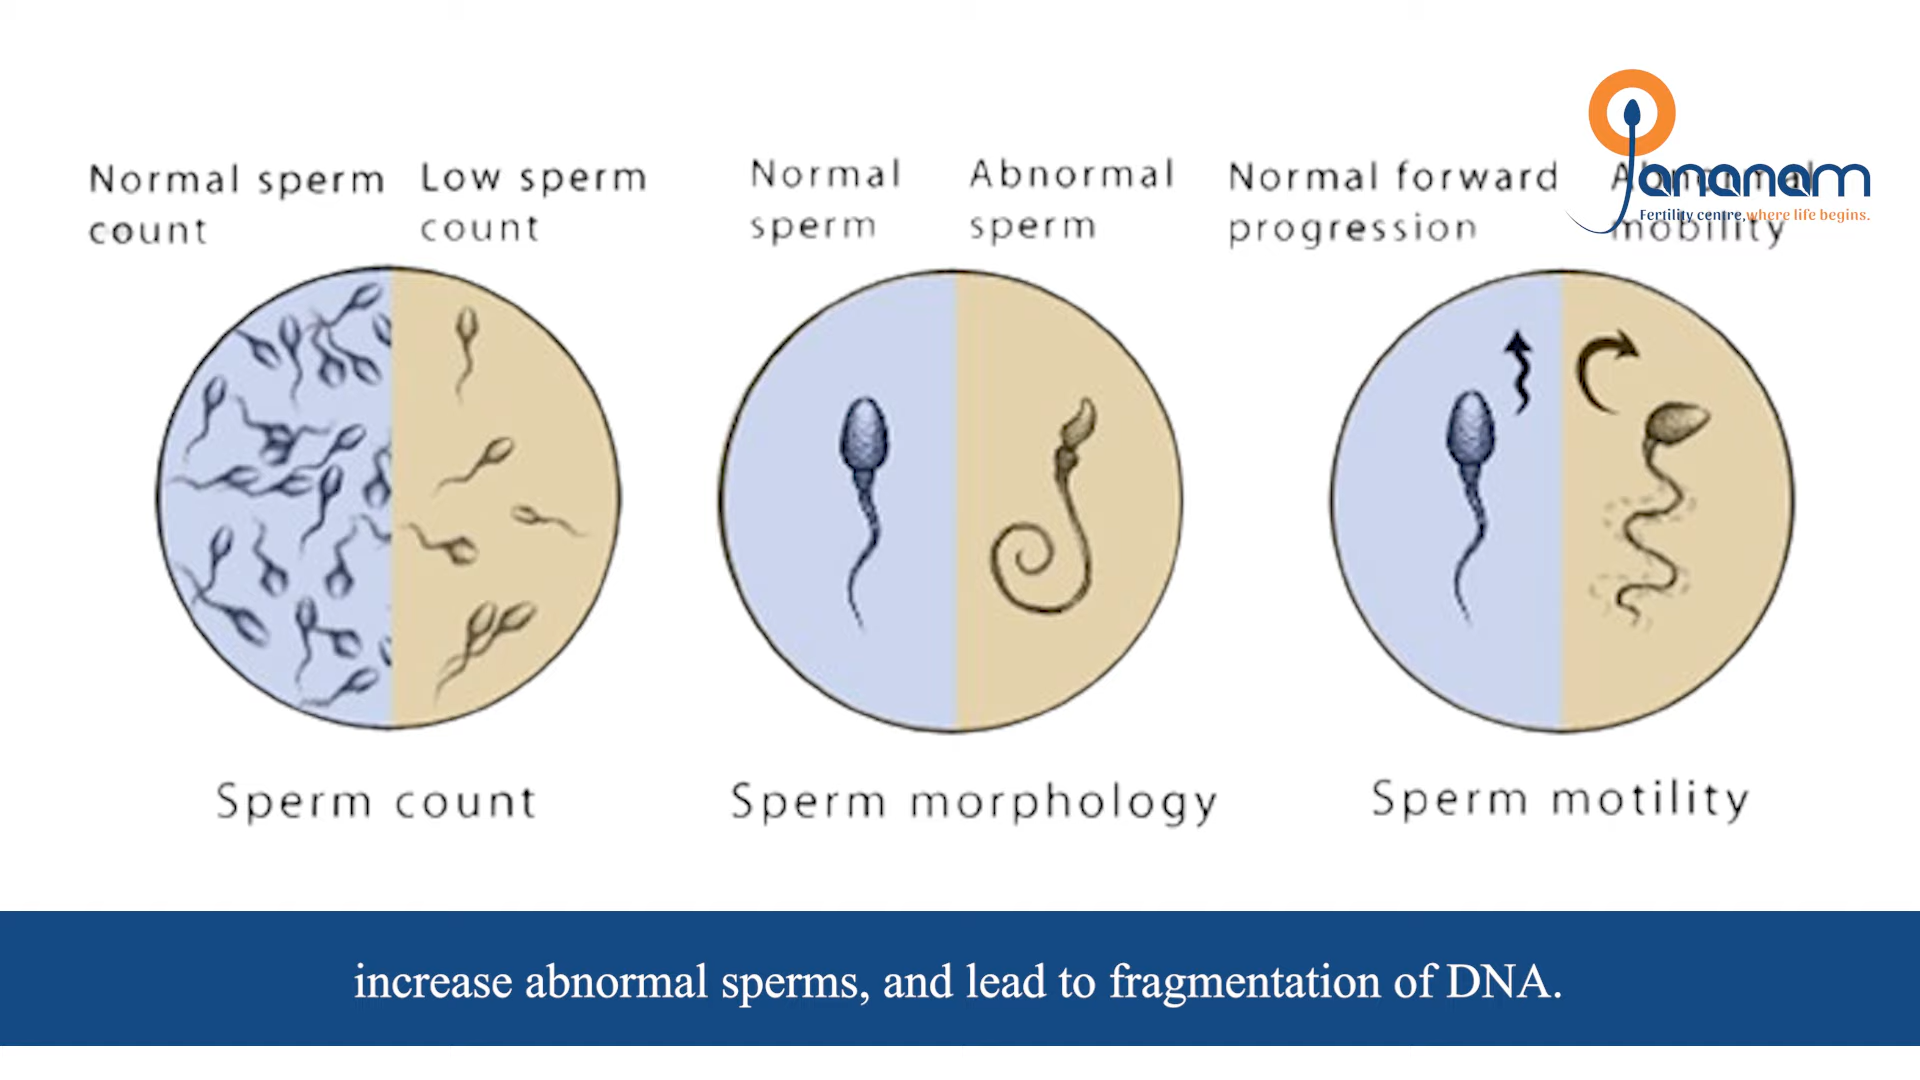 Normal sperm
count
Low sperm
count
Normal
sperm
Abnormal
sperm
Normal forward
progression
Abnormal
mobility
Jananam
Fertility centre, where life begins.
Sperm count
Sperm morphology
Sperm motility
increase abnormal sperms, and lead to fragmentation of DNA.